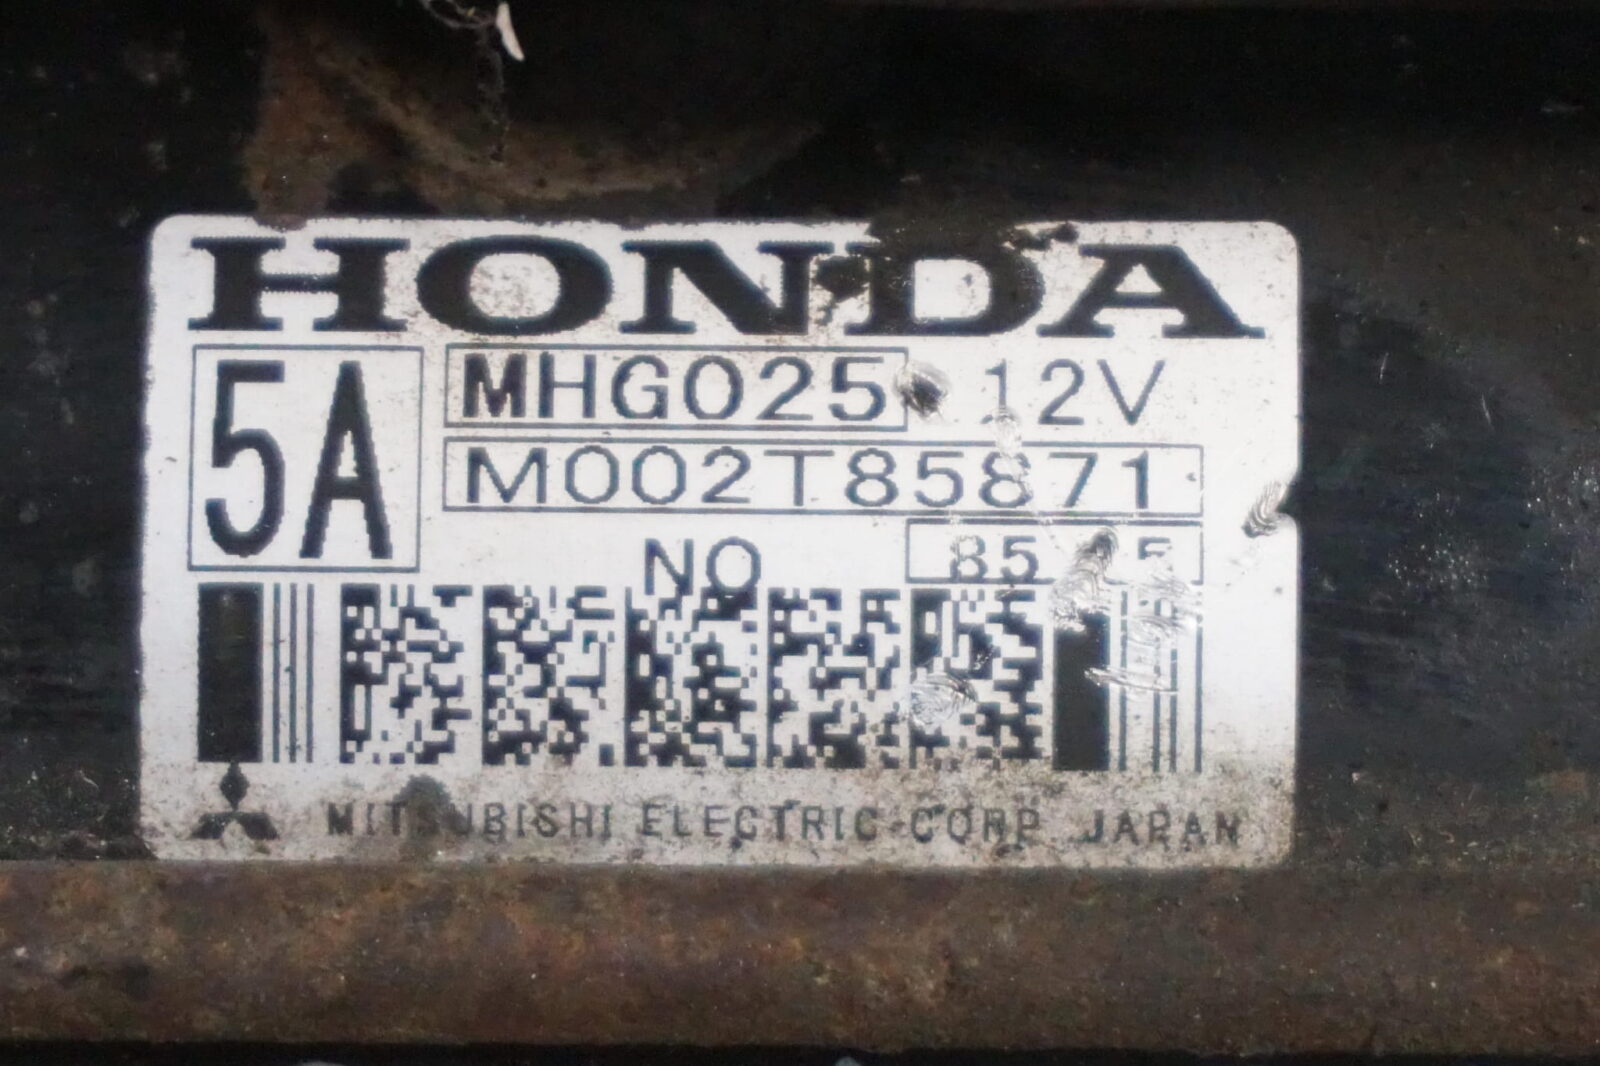 HONDA
5A
MHG025 12V
M002T85871
NO
MITSUBISHI ELECTRIC CORP JAPAN